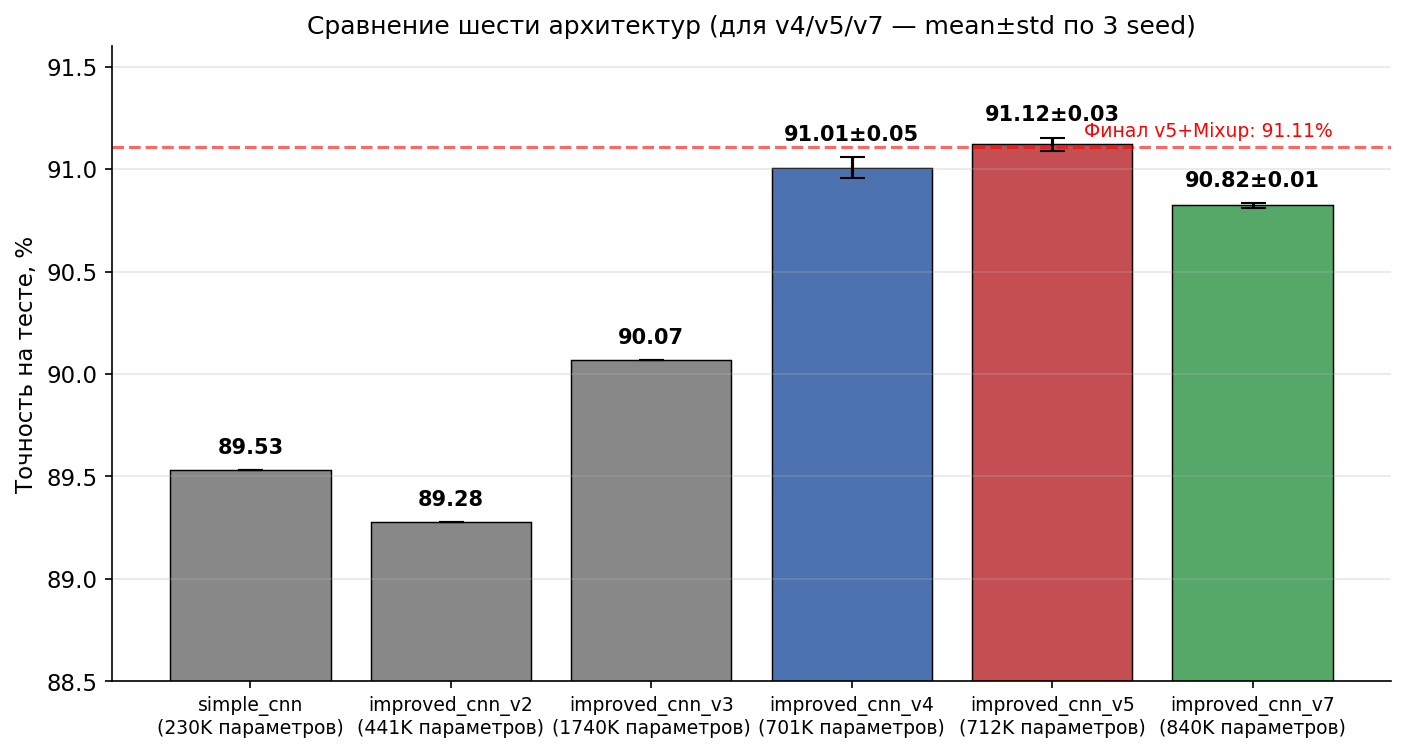 Сравнение шести архитектур (для v4/v5/v7 — mean±std по 3 seed)
Точность на тесте, %
91.5
91.0
90.5
90.0
89.5
89.0
88.5
89.53
89.28
90.07
91.01±0.05
91.12±0.03
90.82±0.01
Финал v5+Mixup: 91.11%
simple_cnn
(230K параметров)
improved_cnn_v2
(441K параметров)
improved_cnn_v3
(1740K параметров)
improved_cnn_v4
(701K параметров)
improved_cnn_v5
(712K параметров)
improved_cnn_v7
(840K параметров)